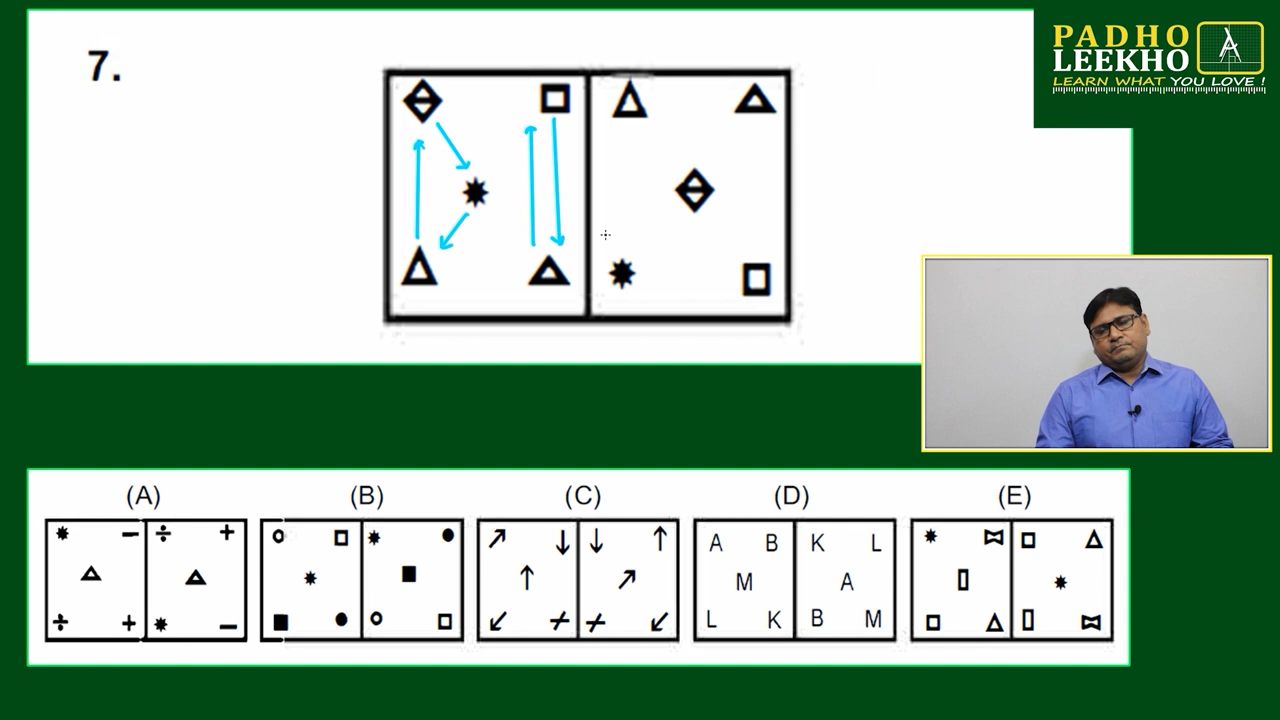 7.
PADHO
LEEKHO
LEARN WHAT YOU LOVE !
(A) (B) (C) (D) (E)
A B K L
M A
L K B M